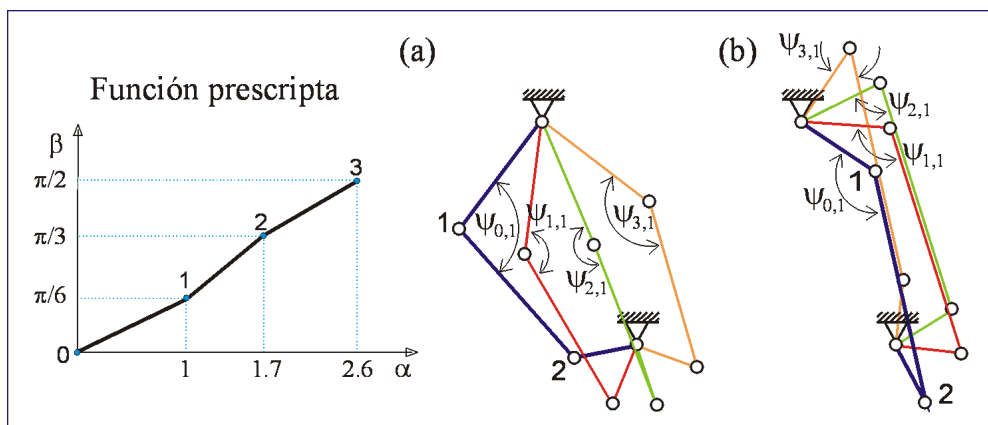 Función prescripta
β
π/2
π/3
π/6
0
1
2
3
1
1.7
2.6
α
(a)
1
2
ψ0,1
ψ1,1
ψ2,1
ψ3,1
(b)
ψ3,1
ψ2,1
ψ1,1
ψ0,1
1
2